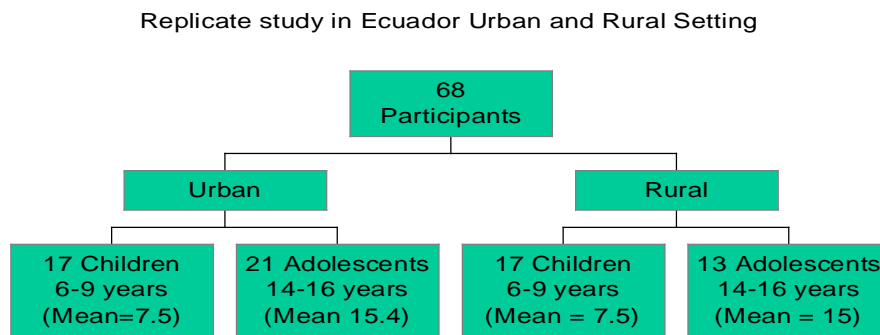 Replicate study in Ecuador Urban and Rural Setting
68
Participants
Urban
Rural
17 Children
6-9 years
(Mean=7.5)
21 Adolescents
14-16 years
(Mean 15.4)
17 Children
6-9 years
(Mean = 7.5)
13 Adolescents
14-16 years
(Mean = 15)